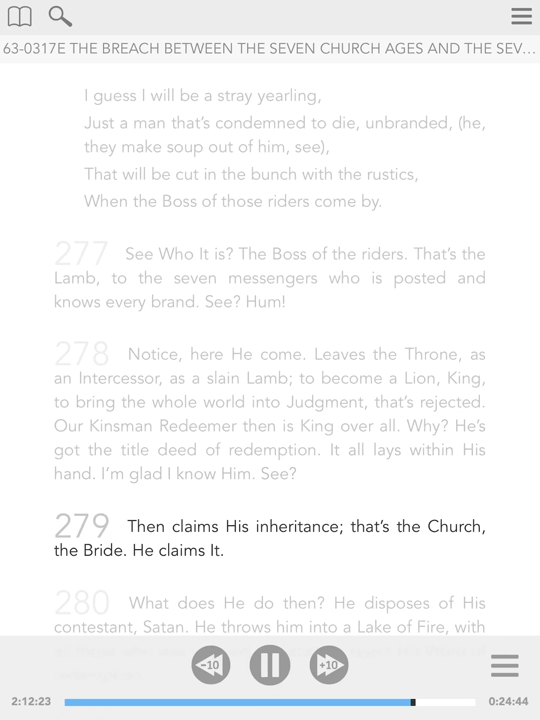 63-0317E THE BREACH BETWEEN THE SEVEN CHURCH AGES AND THE SEV...
I guess I will be a stray yearling,
Just a man that's condemned to die, unbranded, (he,
they make soup out of him, see),
That will be cut in the bunch with the rustics,
When the Boss of those riders come by.
277 See Who It is? The Boss of the riders. That's the
Lamb, to the seven messengers who is posted and
knows every brand. See? Hum!
278 Notice, here He come. Leaves the Throne, as
an Intercessor, as a slain Lamb; to become a Lion, King,
to bring the whole world into Judgment, that's rejected.
Our Kinsman Redeemer then is King over all. Why? He's
got the title deed of redemption. It all lays within His
hand. I'm glad I know Him. See?
279 Then claims His inheritance; that's the Church,
the Bride. He claims It.
280 What does He do then? He disposes of His
contestant, Satan. He throws him into a Lake of Fire, with
-10 +10
2:12:23 0:24:44